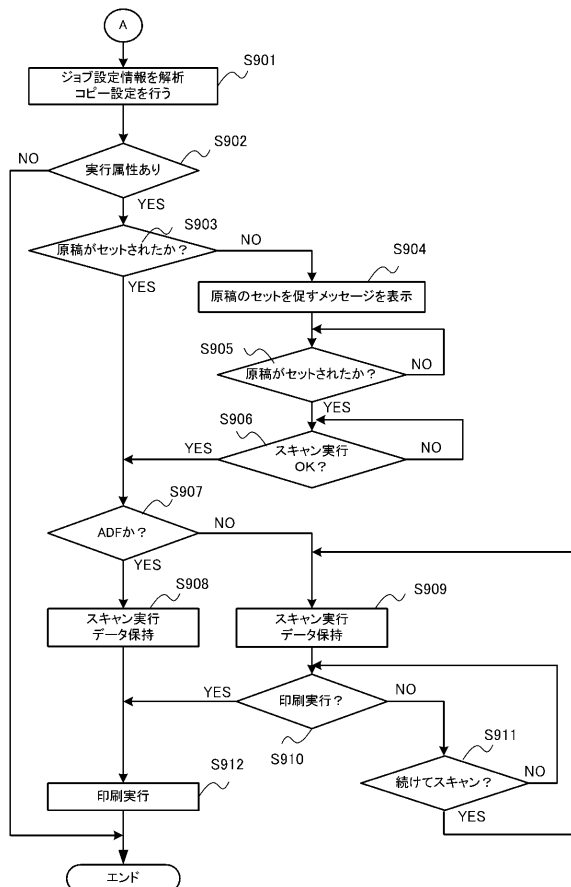 A
S901
ジョブ設定情報を解析
コピー設定を行う
S902
NO
実行属性あり
YES
S903
原稿がセットされたか？
NO
YES
S904
原稿のセットを促すメッセージを表示
S905
原稿がセットされたか？
NO
YES
S906
YES
スキャン実行
OK？
NO
S907
ADFか？
NO
YES
S908
スキャン実行
データ保持
S909
スキャン実行
データ保持
YES
印刷実行？
NO
S910
S911
続けてスキャン？
NO
YES
S912
印刷実行
エンド